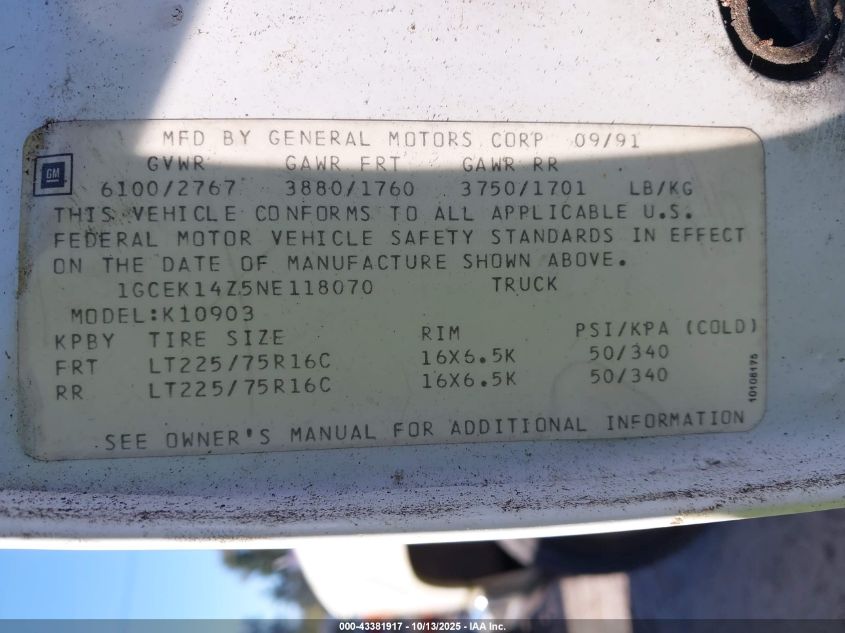 MFD BY GENERAL MOTORS CORP 09/91
GVWR GAWR FRT GAWR RR
GM
6100/2767 3880/1760 3750/1701 LB/KG
THIS VEHICLE CONFORMS TO ALL APPLICABLE U.S.
FEDERAL MOTOR VEHICLE SAFETY STANDARDS IN EFFECT
ON THE DATE OF MANUFACTURE SHOWN ABOVE.
1GCEK14Z5NE118070 TRUCK
MODEL:K10903
KPBY TIRE SIZE RIM PSI/KPA (COLD)
FRT LT225/75R16C 16X6.5K 50/340
RR LT225/75R16C 16X6.5K 50/340
10106175
SEE OWNER'S MANUAL FOR ADDITIONAL INFORMATION
000-43381917 - 10/13/2025 - IAA Inc.